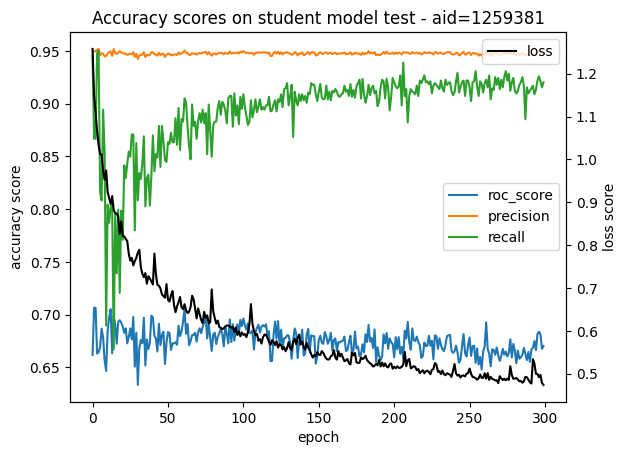 Accuracy scores on student model test - aid=1259381
accuracy score
0.95
0.90
0.85
0.80
0.75
0.70
0.65
loss
roc_score
precision
recall
1.2
1.1
1.0
0.9
0.8
0.7
0.6
0.5
loss score
0
50
100
150
200
250
300
epoch